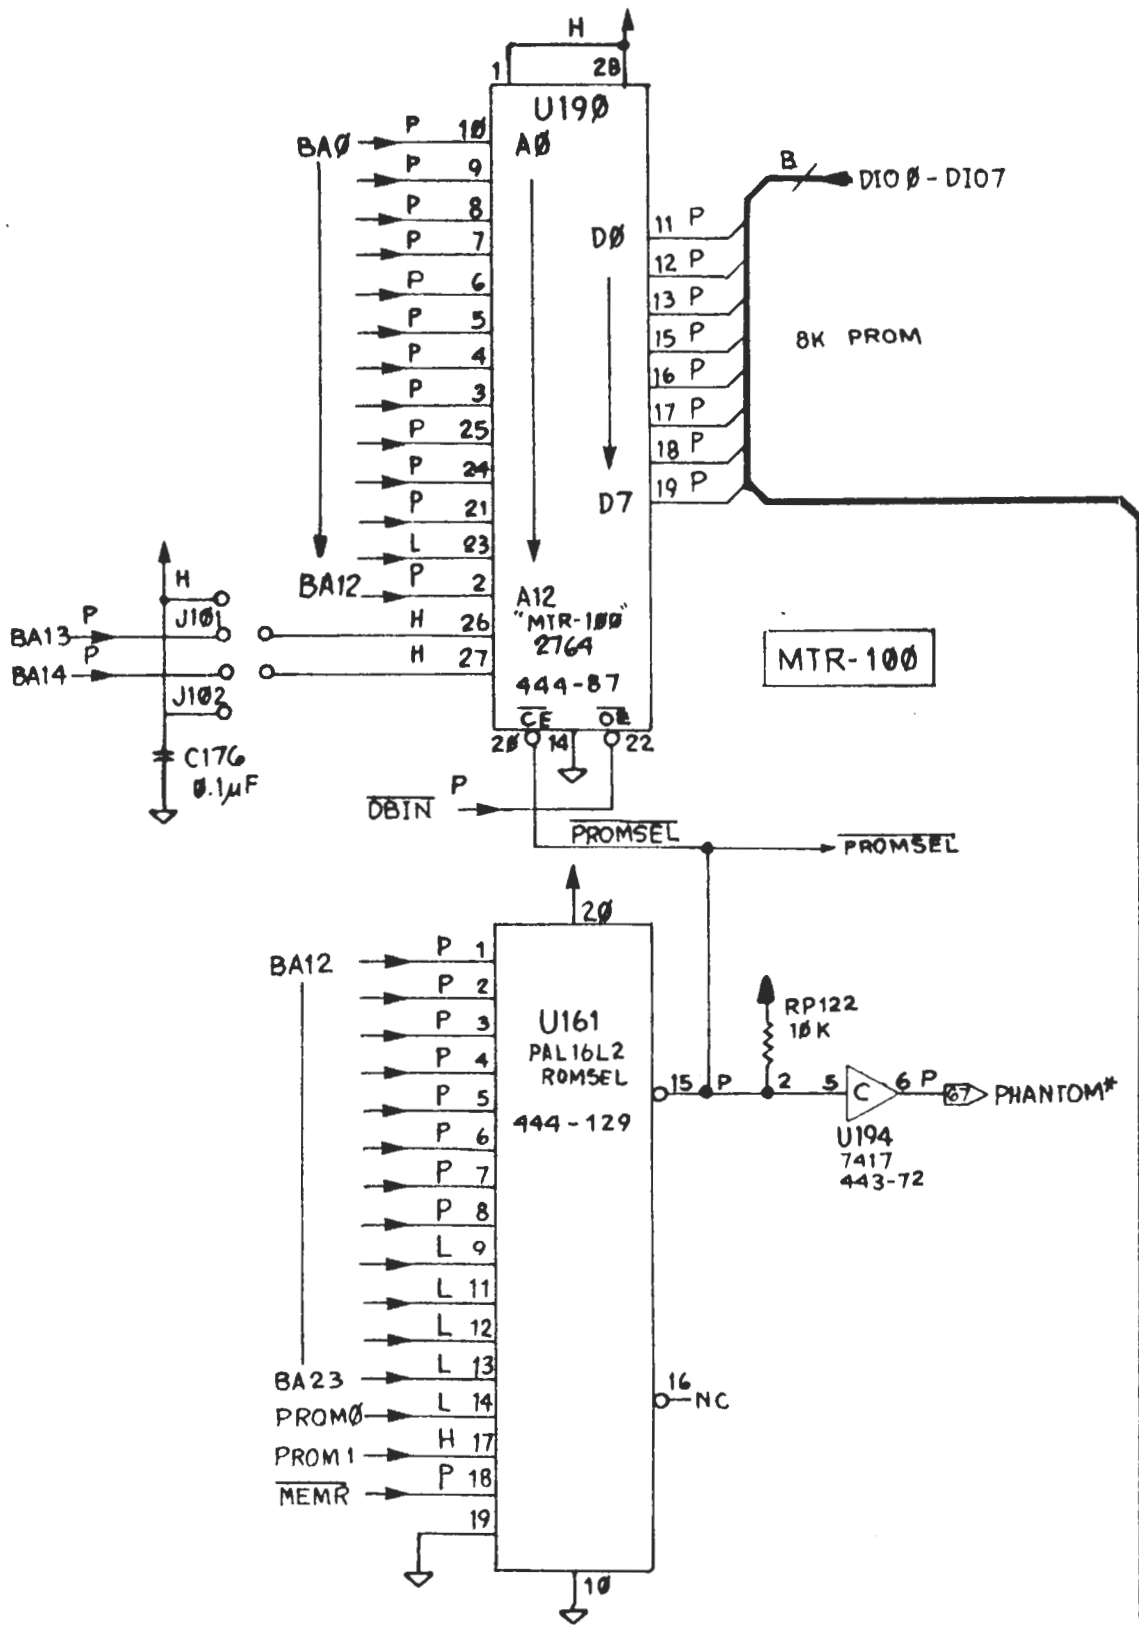 H
1 28
U190
BA0 P 10 A0
P 9
P 8
P 7
P 6
P 5
P 4
P 3
P 25
P 24
P 21
L 23
BA12 P 2 A12
"MTR-100"
2764
444-87
B DIO0-DIO7
D0
11 P
12 P
13 P
15 P
16 P
17 P
18 P
D7 19 P
8K PROM
MTR-100
H
J101
BA13 P H 26
BA14 P H 27
J102
C176
0.1µF
CE OE
20 14 22
DBIN P
PROMSEL PROMSEL
20
BA12 P 1
P 2
P 3
P 4
P 5
P 6
P 7
P 8
L 9
L 11
L 12
BA23 L 13
PROM0 L 14
PROM1 H 17
MEMR P 18
19
10
U161
PAL16L2
ROMSEL
444-129
RP122
10K
15 P 2 5 C 6 P 67 PHANTOM*
U194
7417
443-72
16 NC